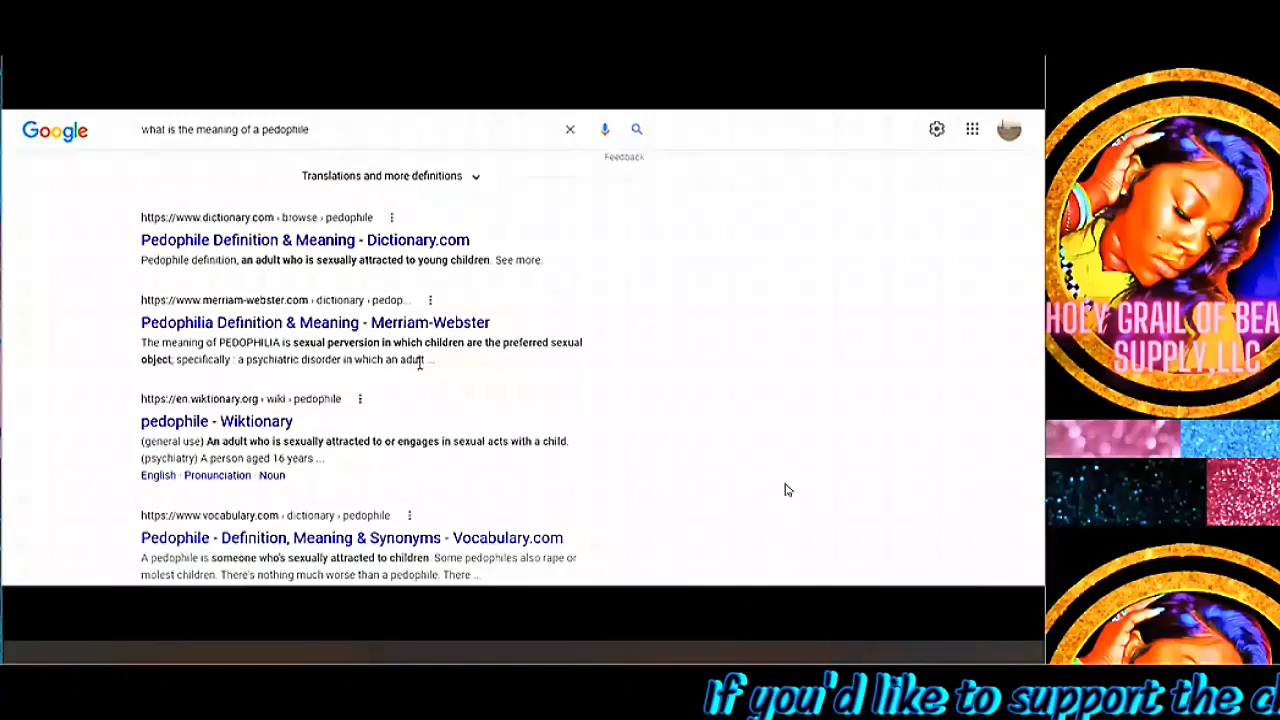 Google
what is the meaning of a pedophile
Feedback
Translations and more definitions
https://www.dictionary.com › browse › pedophile
Pedophile Definition & Meaning - Dictionary.com
Pedophile definition, an adult who is sexually attracted to young children. See more.
https://www.merriam-webster.com › dictionary › pedop...
Pedophilia Definition & Meaning - Merriam-Webster
The meaning of PEDOPHILIA is sexual perversion in which children are the preferred sexual
object; specifically : a psychiatric disorder in which an adult ...
https://en.wiktionary.org › wiki › pedophile
pedophile - Wiktionary
(general use) An adult who is sexually attracted to or engages in sexual acts with a child.
(psychiatry) A person aged 16 years ...
English · Pronunciation · Noun
https://www.vocabulary.com › dictionary › pedophile
Pedophile - Definition, Meaning & Synonyms - Vocabulary.com
A pedophile is someone who's sexually attracted to children. Some pedophiles also rape or
molest children. There's nothing much worse than a pedophile. There ...
HOLY GRAIL OF BEA
SUPPLY,LLC
If you'd like to support the c